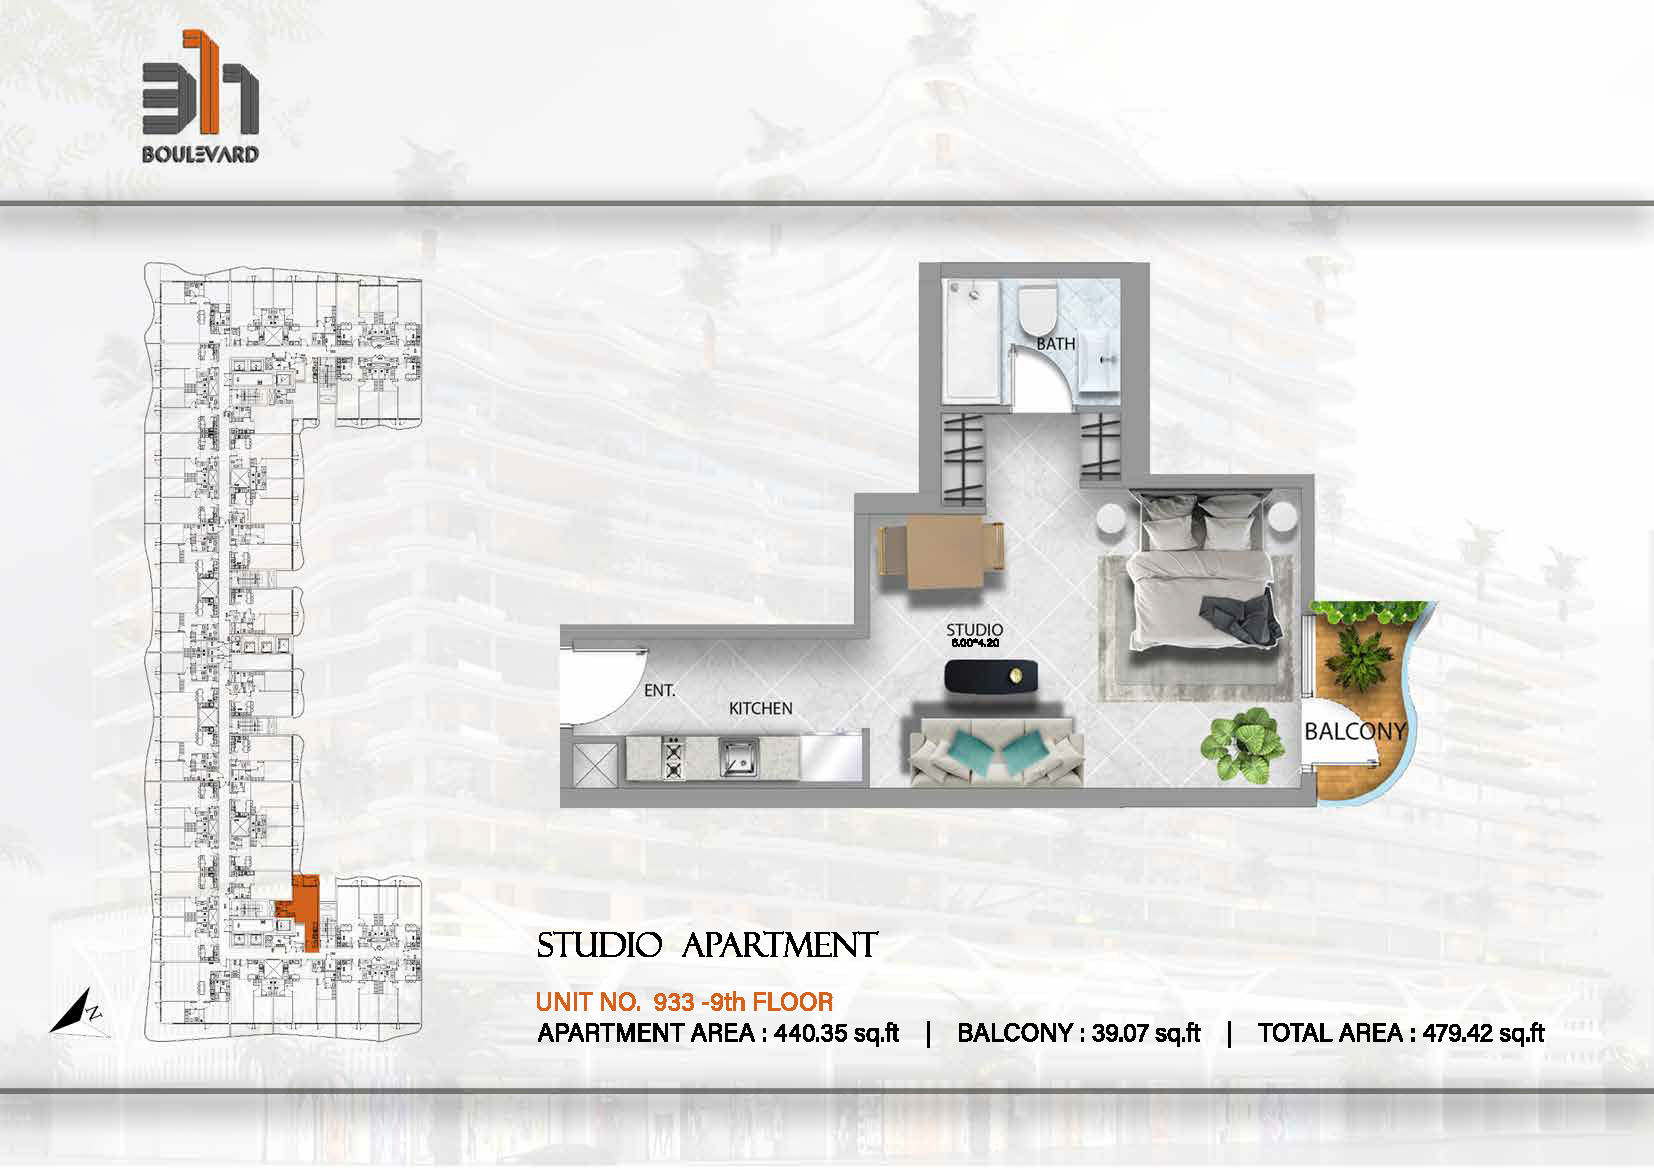 311
BOULEVARD
BATH
STUDIO
6.00*4.20
ENT.
KITCHEN
BALCONY
N
STUDIO APARTMENT
UNIT NO. 933 -9th FLOOR
APARTMENT AREA : 440.35 sq.ft | BALCONY : 39.07 sq.ft | TOTAL AREA : 479.42 sq.ft